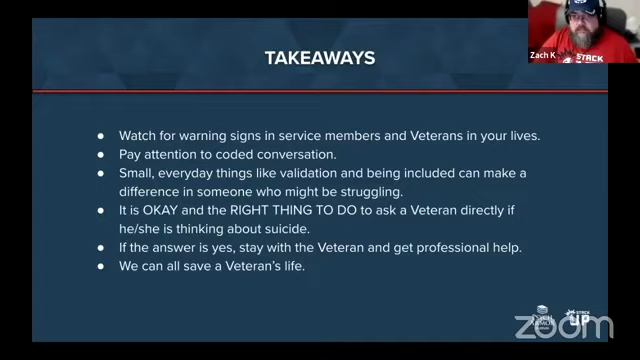 TAKEAWAYS
Zach K
STACK
● Watch for warning signs in service members and Veterans in your lives.
● Pay attention to coded conversation.
● Small, everyday things like validation and being included can make a
difference in someone who might be struggling.
● It is OKAY and the RIGHT THING TO DO to ask a Veteran directly if
he/she is thinking about suicide.
● If the answer is yes, stay with the Veteran and get professional help.
● We can all save a Veteran's life.
STACK
UP
zoom